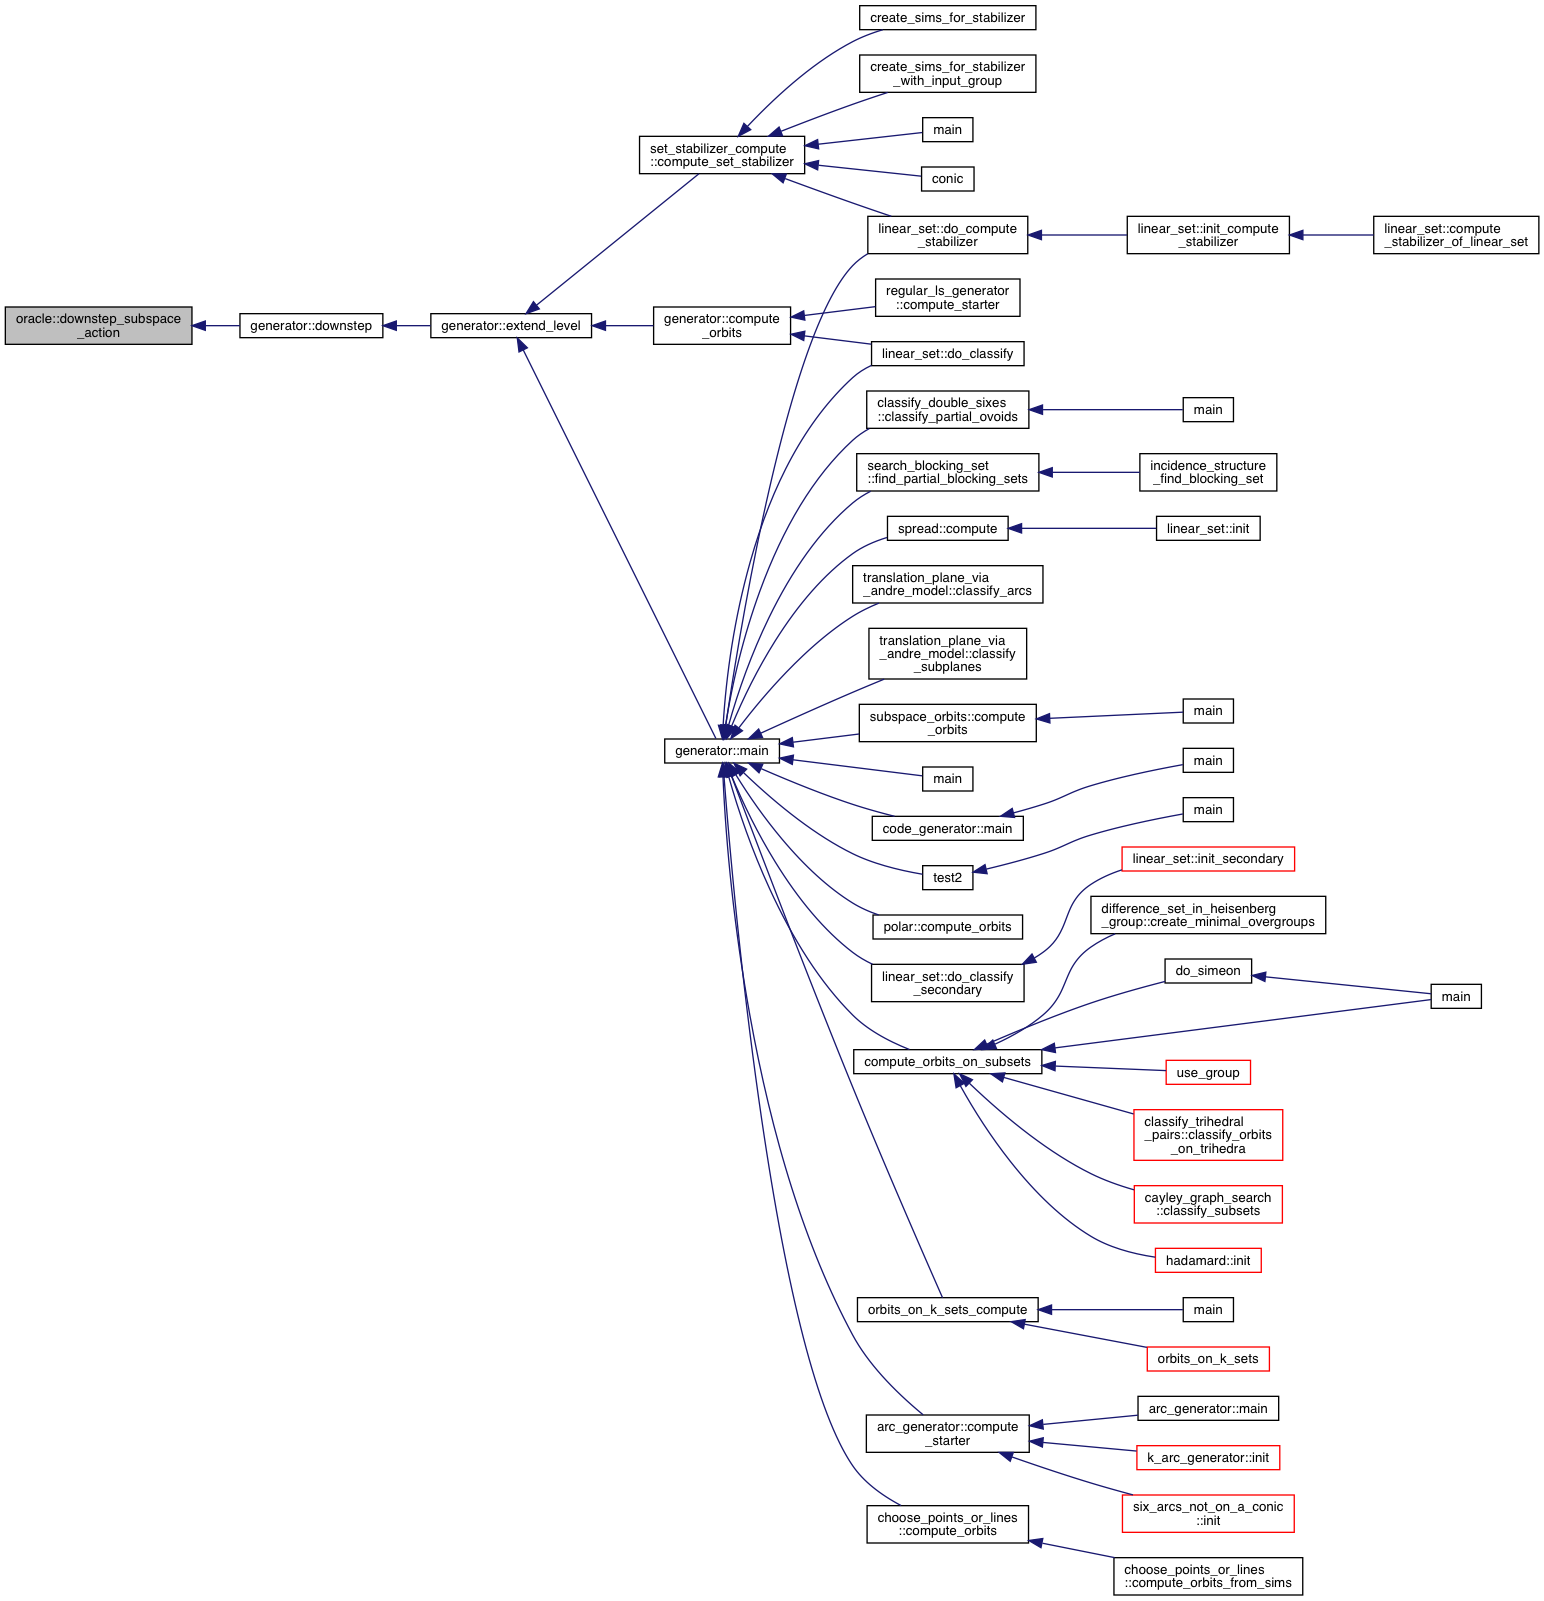 create_sims_for_stabilizer
create_sims_for_stabilizer
_with_input_group
main
set_stabilizer_compute
::compute_set_stabilizer
conic
linear_set::do_compute
_stabilizer
linear_set::init_compute
_stabilizer
linear_set::compute
_stabilizer_of_linear_set
regular_ls_generator
::compute_starter
oracle::downstep_subspace
_action
generator::downstep
generator::extend_level
generator::compute
_orbits
linear_set::do_classify
classify_double_sixes
::classify_partial_ovoids
main
search_blocking_set
::find_partial_blocking_sets
incidence_structure
_find_blocking_set
spread::compute
linear_set::init
translation_plane_via
_andre_model::classify_arcs
translation_plane_via
_andre_model::classify
_subplanes
subspace_orbits::compute
_orbits
main
generator::main
main
main
code_generator::main
main
test2
linear_set::init_secondary
polar::compute_orbits
difference_set_in_heisenberg
_group::create_minimal_overgroups
linear_set::do_classify
_secondary
do_simeon
main
compute_orbits_on_subsets
use_group
classify_trihedral
_pairs::classify_orbits
_on_trihedra
cayley_graph_search
::classify_subsets
hadamard::init
orbits_on_k_sets_compute
main
orbits_on_k_sets
arc_generator::compute
_starter
arc_generator::main
k_arc_generator::init
six_arcs_not_on_a_conic
::init
choose_points_or_lines
::compute_orbits
choose_points_or_lines
::compute_orbits_from_sims